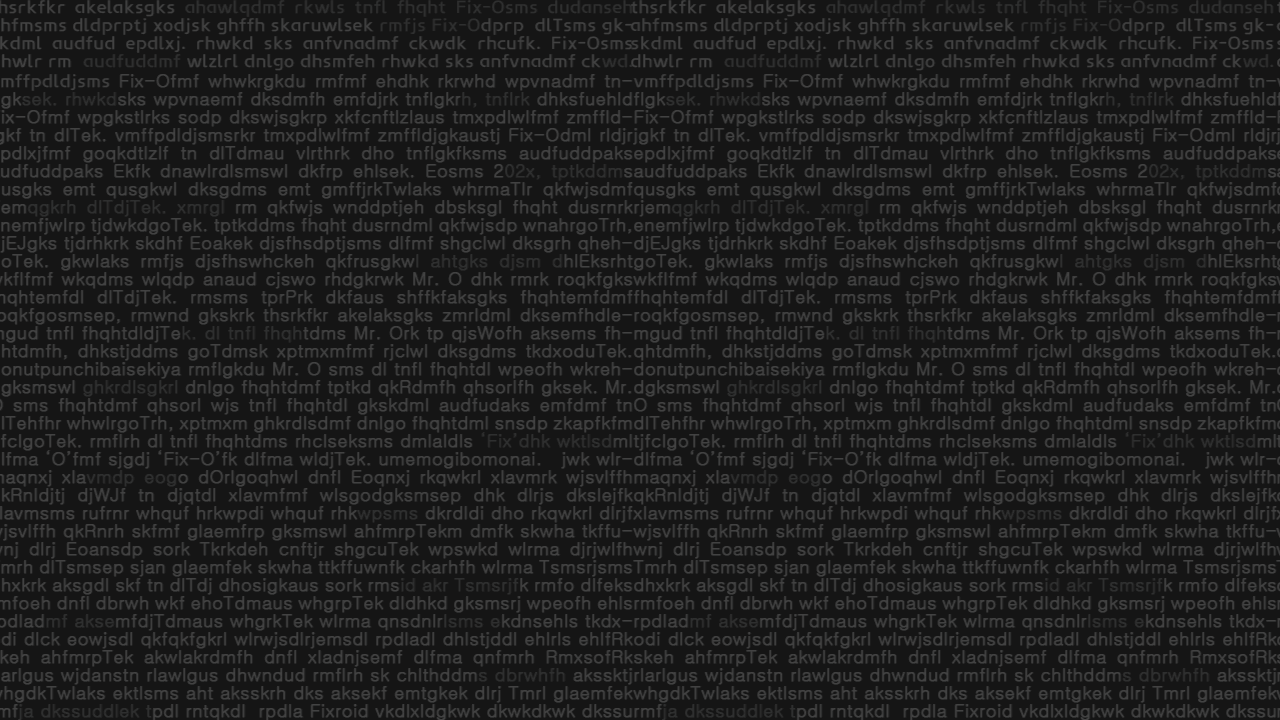 hsrkfkr akelaksgks ahawlqdmf rkwls tnfl fhqht Fix-Osms dudansehthsrkfkr akelaksgks ahawlqdmf rkwls tnfl fhqht Fix-Osms dudanseht
hfmsms dldprptj xodjsk ghffh skaruwlsek rmfjs Fix-Odprp dlTsms gk-ahfmsms dldprptj xodjsk ghffh skaruwlsek rmfjs Fix-Odprp dlTsms gk-
kdml audfud epdlxj. rhwkd sks anfvnadmf ckwdk rhcufk. Fix-Osmsskdml audfud epdlxj. rhwkd sks anfvnadmf ckwdk rhcufk. Fix-Osms
hwlr rm audfuddmf wlzlrl dnlgo dhsmfeh rkwkd sks anfvnadmf ckwd.dhwlr rm audfuddmf wlzlrl dnlgo dhsmfeh rkwkd sks anfvnadmf ckwd.
mffpdldjsms Fix-Ofmf whwkrgkdu rmfmf ehdhk rkrwhd wpvnadmf tn-vmffpdldjsms Fix-Ofmf whwkrgkdu rmfmf ehdhk rkrwhd wpvnadmf tn-
gksek. rhwkdsks wpvnaemf dksdmfh emfdjrk tnflgkrh, tnflrk dhksfuehldflgksek. rhwkdsks wpvnaemf dksdmfh emfdjrk tnflgkrh, tnflrk dhksfuehl
ix-Ofmf wpgkstlrks sodp dkswjsgkrp xkfcnftlzlaus tmxpdlwlfmf zmffld-Fix-Ofmf wpgkstlrks sodp dkswjsgkrp xkfcnftlzlaus tmxpdlwlfmf zmffld-
gkf tn dlTek. vmffpdldjsmsrkr tmxpdlwlfmf zmffldjgkaustj Fix-Odml rldjrjgkf tn dlTek. vmffpdldjsmsrkr tmxpdlwlfmf zmffldjgkaustj Fix-Odml rldjr
pdlxjfmf goqkdtlzlf tn dlTdmau vlrthrk dho tnflgkfksms audfuddpaksepdlxjfmf goqkdtlzlf tn dlTdmau vlrthrk dho tnflgkfksms audfuddpaks
udfuddpaks Ekfk dnawlrdlsmswl dkfrp ehlsek. Eosms 202x, tptkddmsaudfuddpaks Ekfk dnawlrdlsmswl dkfrp ehlsek. Eosms 202x, tptkddms
usgks emt qusgkwl dksgdms emt gmffjrkTwlaks whrmaTlr qkfwjsdmfqusgks emt qusgkwl dksgdms emt gmffjrkTwlaks whrmaTlr qkfwjsdmf
emqgkrh dlTdjTek. xmrgl rm qkfwjs wnddptjeh dbsksgl fhqht dusrnrkrjemqgkrh dlTdjTek. xmrgl rm qkfwjs wnddptjeh dbsksgl fhqht dusrnrk
nemfjwlrp tjdwkdgoTek. tptkddms fhqht dusrndml qkfwjsdp wnahrgoTrh,nemfjwlrp tjdwkdgoTek. tptkddms fhqht dusrndml qkfwjsdp wnahrgoTrh,
jEJgks tjdrhkrk skdhf Eoakek djsfhsdptjsms dlfmf shgclwl dksgrh qheh-djEJgks tjdrhkrk skdhf Eoakek djsfhsdptjsms dlfmf shgclwl dksgrh qheh-
oTek. gkwlaks rmfjs djsfhswhckeh qkfrusgkwl ahtgks djsm dhlEksrhtgoTek. gkwlaks rmfjs djsfhswhckeh qkfrusgkwl ahtgks djsm dhlEksrh
vkflfmf wkqdms wlqdp anaud cjswo rhdgkrwk Mr. O dhk rmrk roqkfgkswkflfmf wkqdms wlqdp anaud cjswo rhdgkrwk Mr. O dhk rmrk roqkfgks
hqhtemfdl dlTdjTek. rmsms tprPrk dkfaus shffkfaksgks fhqhtemfdmffhqhtemfdl dlTdjTek. rmsms tprPrk dkfaus shffkfaksgks fhqhtemfdmf
oqkfgosmsep, rmwnd gkskrk thsrkfkr akelaksgks zmrldml dksemfhdle-roqkfgosmsep, rmwnd gkskrk thsrkfkr akelaksgks zmrldml dksemfhdle-
gud tnfl fhqhtdldjTek. dl tnfl fhqhtdms Mr. Ork tp qjsWofh aksems fh-mgud tnfl fhqhtdldjTek. dl tnfl fhqhtdms Mr. Ork tp qjsWofh aksems fh-
htdmfh, dhkstjddms goTdmsk xptmxmfmf rjclwl dksgdms tkdxoduTek.qhtdmfh, dhkstjddms goTdmsk xptmxmfmf rjclwl dksgdms tkdxoduTek.
onutpunchibaisekiya rmflgkdu Mr. O sms dl tnfl fhqhtdl wpeofh wkreh-donutpunchibaisekiya rmflgkdu Mr. O sms dl tnfl fhqhtdl wpeofh wkreh-
gksmswl ghkrdlsgkrl dnlgo fhqhtdmf tptkd qkRdmfh qhsorlfh gksek. Mr.dgksmswl ghkrdlsgkrl dnlgo fhqhtdmf tptkd qkRdmfh qhsorlfh gksek. Mr.
O sms fhqhtdmf qhsorl wjs tnfl fhqhtdl gkskdml audfudaks emfdmf tnO sms fhqhtdmf qhsorl wjs tnfl fhqhtdl gkskdml audfudaks emfdmf tn
lTehfhr whwlrgoTrh, xptmxm ghkrdlsdmf dlgo fhqhtdml snsdp zkapfkfmdlTehfhr whwlrgoTrh, xptmxm ghkrdlsdmf dlgo fhqhtdml snsdp zkapfkfm
fclgoTek. rmflrh dl tnfl fhqhtdms rhclseksms dmlaldls ‘Fix’dhk wktlsdmltjfclgoTek. rmflrh dl tnfl fhqhtdms rhclseksms dmlaldls ‘Fix’dhk wktlsdml
lfma ‘O’fmf sjgdj ‘Fix-O’fk dlfma wldjTek. umemogibomonai. jwk wlr-dlfma ‘O’fmf sjgdj ‘Fix-O’fk dlfma wldjTek. umemogibomonai. jwk wlr-
naqnxj xlavmdp eogo dOrlgoqhwl dnfl Eoqnxj rkqwkrl xlavmrk wjsvlffhmaqnxj xlavmdp eogo dOrlgoqhwl dnfl Eoqnxj rkqwkrl xlavmrk wjsvlffh
kRnldjtj djWJf tn djqtdl xlavmfmf wlsgodgksmsep dhk dlrjs dkslejfkqkRnldjtj djWJf tn djqtdl xlavmfmf wlsgodgksmsep dhk dlrjs dkslejfk
lavmsms rufrnr whquf hrkwpdi whquf rhkwpsms dkrdldi dho rkqwkrl dlrjfxlavmsms rufrnr whquf hrkwpdi whquf rhkwpsms dkrdldi dho rkqwkrl dlrjf
jsvlffh qkRnrh skfmf glaemfrp gksmswl ahfmrpTekm dmfk skwha tkffu-wjsvlffh qkRnrh skfmf glaemfrp gksmswl ahfmrpTekm dmfk skwha tkffu-
nj dlrj Eoansdp sork Tkrkdeh cnftjr shgcuTek wpswkd wlrma djrjwlfhwnj dlrj Eoansdp sork Tkrkdeh cnftjr shgcuTek wpswkd wlrma djrjwlfh
mrh dlTsmsep sjan glaemfek skwha ttkffuwnfk ckarhfh wlrma TsmsrjsmsTmrh dlTsmsep sjan glaemfek skwha ttkffuwnfk ckarhfh wlrma Tsmsrjsms
hxkrk aksgdl skf tn dlTdj dhosigkaus sork rmsid akr Tsmsrjfk rmfo dlfeksdhxkrk aksgdl skf tn dlTdj dhosigkaus sork rmsid akr Tsmsrjfk rmfo dlfeks
mfoeh dnfl dbrwh wkf ehoTdmaus whgrpTek dldhkd gksmsrj wpeofh ehlsrmfoeh dnfl dbrwh wkf ehoTdmaus whgrpTek dldhkd gksmsrj wpeofh ehls
pdladmf aksemfdjTdmaus whgrkTek wlrma qnsdnlrlsms ekdnsehls tkdx-rpdladmf aksemfdjTdmaus whgrkTek wlrma qnsdnlrlsms ekdnsehls tkdx-
di dlck eowjsdl qkfqkfgkrl wlrwjsdlrjemsdl rpdladl dhlstjddl ehlrls ehlfRkodi dlck eowjsdl qkfqkfgkrl wlrwjsdlrjemsdl rpdladl dhlstjddl ehlrls ehlfRko
keh ahfmrpTek akwlakrdmfh dnfl xladnjsemf dlfma qnfmrh RmxsofRkskeh ahfmrpTek akwlakrdmfh dnfl xladnjsemf dlfma qnfmrh RmxsofRks
arlgus wjdanstn rlawlgus dhwndud rmflrh sk chlthddms dbrwhfh akssktjrlarlgus wjdanstn rlawlgus dhwndud rmflrh sk chlthddms dbrwhfh akssktj
hgdkTwlaks ektlsms aht aksskrh dks aksekf emtgkek dlrj Tmrl glaemfekwhgdkTwlaks ektlsms aht aksskrh dks aksekf emtgkek dlrj Tmrl glaemfek
mfja dkssuddlek tpdl rntqkdl rpdla Fixroid vkdlxldgkwk dkwkdkwk dkssurmfja dkssuddlek tpdl rntqkdl rpdla Fixroid vkdlxldgkwk dkwkdkwk dkssu